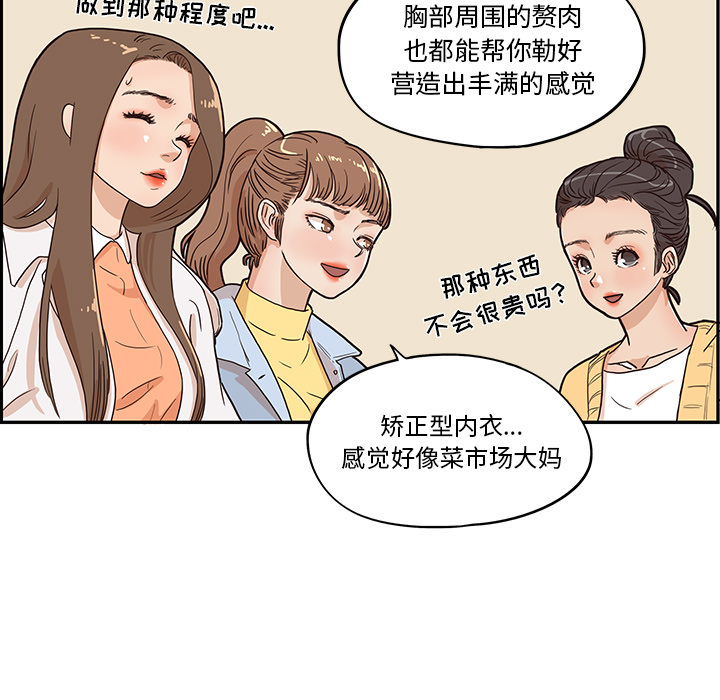 做到那种程度吧...
胸部周围的赘肉
也都能帮你勒好
营造出丰满的感觉
那种东西
不会很贵吗?
矫正型内衣...
感觉好像菜市场大妈